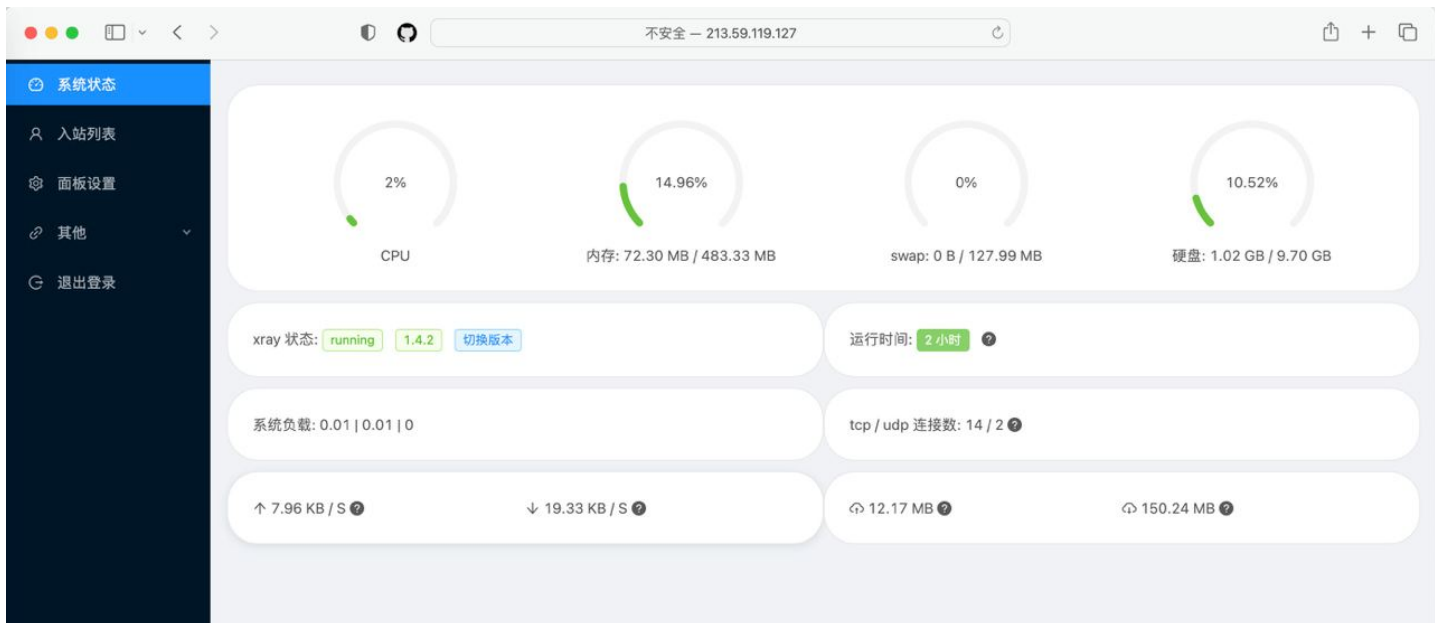 不安全 — 213.59.119.127
系统状态
入站列表
面板设置
其他
退出登录
2%
14.96%
0%
10.52%
CPU
内存: 72.30 MB / 483.33 MB
swap: 0 B / 127.99 MB
硬盘: 1.02 GB / 9.70 GB
xray 状态: running 1.4.2 切换版本
运行时间: 2 小时
系统负载: 0.01 | 0.01 | 0
tcp / udp 连接数: 14 / 2
7.96 KB / S
19.33 KB / S
12.17 MB
150.24 MB